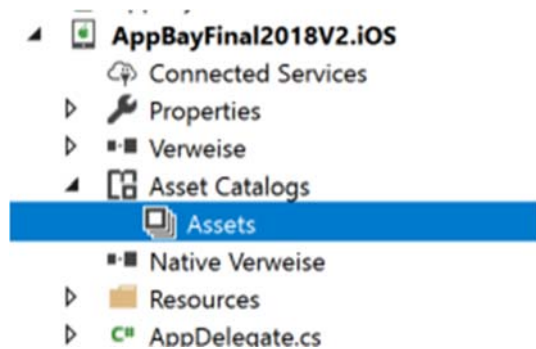 AppBayFinal2018V2.iOS
Connected Services
Properties
Verweise
Asset Catalogs
Assets
Native Verweise
Resources
C# AppDelegate.cs